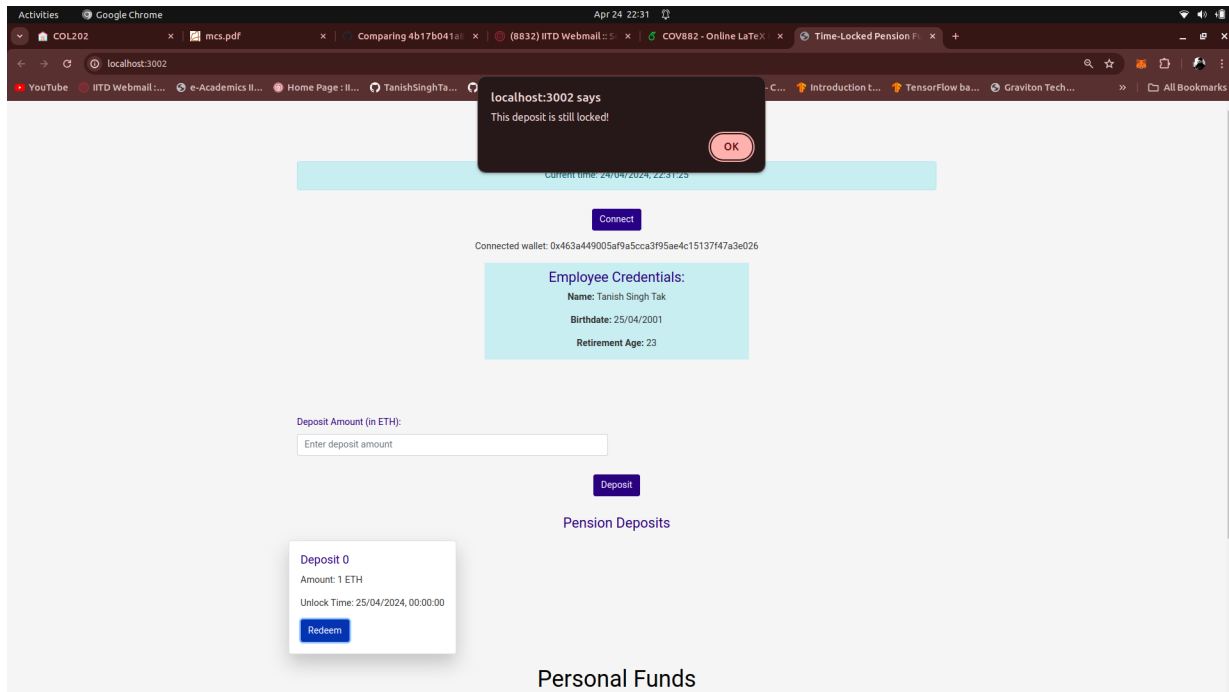 Activities Google Chrome Apr 24 22:31
COL202 mcs.pdf Comparing 4b17b041a (8832) IITD Webmail :: S COV882 - Online LaTeX Time-Locked Pension Fu
localhost:3002
YouTube IITD Webmail :... e-Academics II... Home Page : II... TanishSinghTa... - C... Introduction t... TensorFlow ba... Graviton Tech... » All Bookmarks
localhost:3002 says
This deposit is still locked!
OK
Current time: 24/04/2024, 22:31:25
Connect
Connected wallet: 0x463a449005af9a5cca3f95ae4c15137f47a3e026
Employee Credentials:
Name: Tanish Singh Tak
Birthdate: 25/04/2001
Retirement Age: 23
Deposit Amount (in ETH):
Enter deposit amount
Deposit
Pension Deposits
Deposit 0
Amount: 1 ETH
Unlock Time: 25/04/2024, 00:00:00
Redeem
Personal Funds